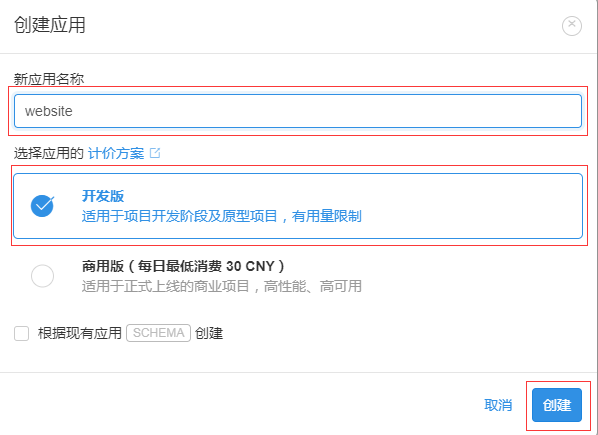 创建应用
新应用名称
website
选择应用的 计价方案
开发版
适用于项目开发阶段及原型项目，有用量限制
商用版（每日最低消费 30 CNY）
适用于正式上线的商业项目，高性能、高可用
根据现有应用 SCHEMA 创建
取消 创建